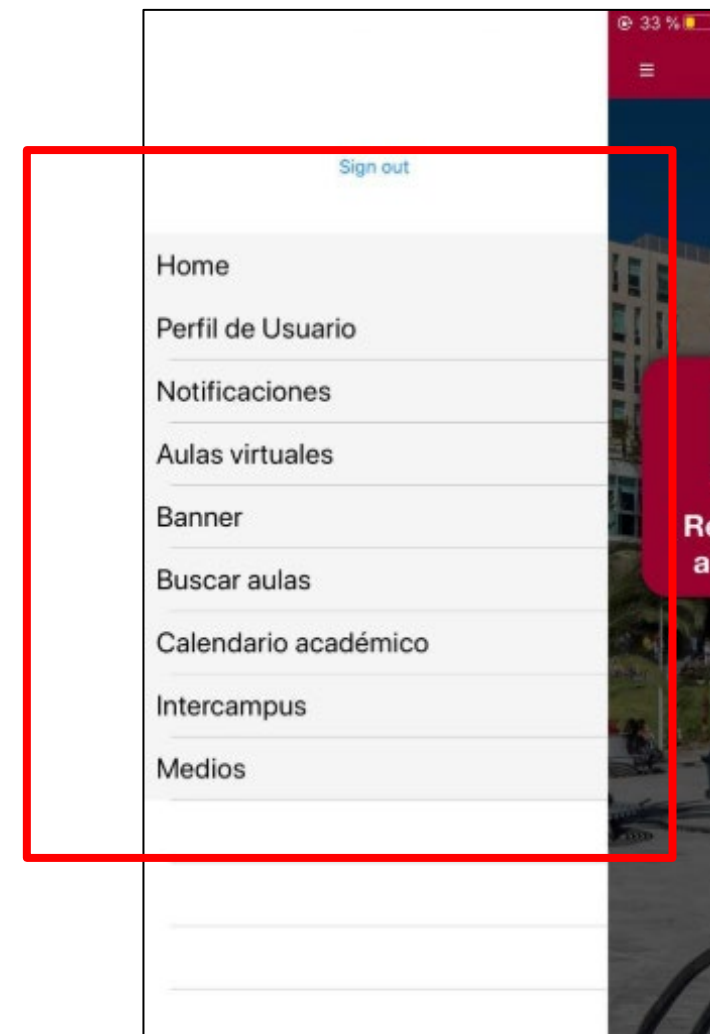 33 %
Sign out
Home
Perfil de Usuario
Notificaciones
Aulas virtuales
Banner
Buscar aulas
Calendario académico
Intercampus
Medios